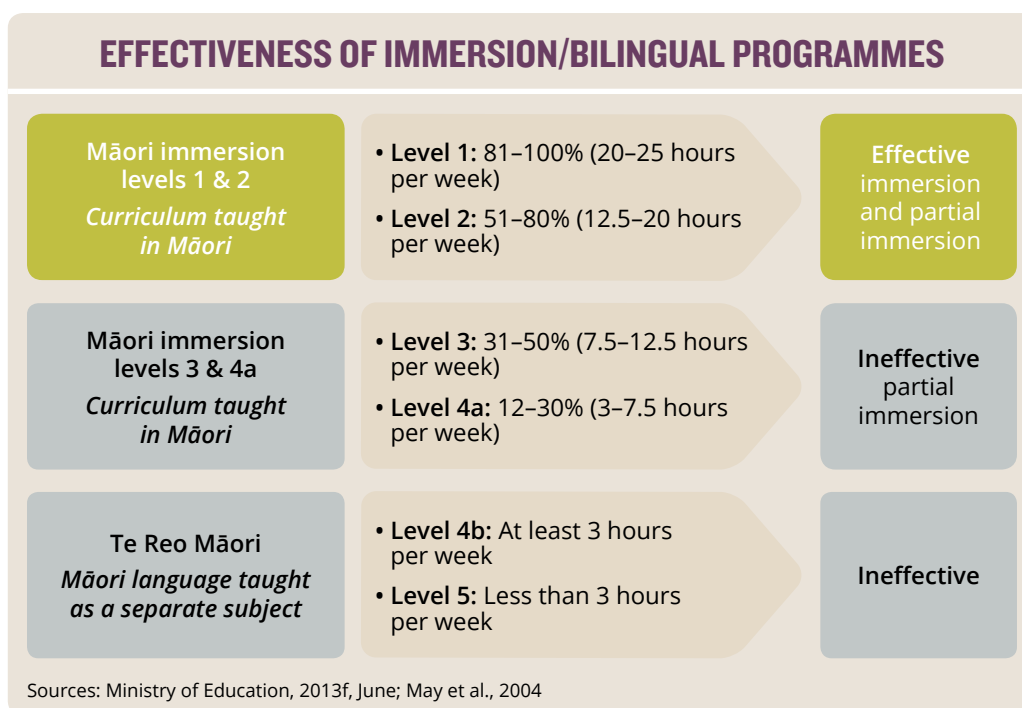 EFFECTIVENESS OF IMMERSION/BILINGUAL PROGRAMMES
Māori immersion
levels 1 & 2
Curriculum taught
in Māori
• Level 1: 81–100% (20–25 hours
per week)
• Level 2: 51–80% (12.5–20 hours
per week)
Effective
immersion
and partial
immersion
Māori immersion
levels 3 & 4a
Curriculum taught
in Māori
• Level 3: 31–50% (7.5–12.5 hours
per week)
• Level 4a: 12–30% (3–7.5 hours
per week)
Ineffective
partial
immersion
Te Reo Māori
Māori language taught
as a separate subject
• Level 4b: At least 3 hours
per week
• Level 5: Less than 3 hours
per week
Ineffective
Sources: Ministry of Education, 2013f, June; May et al., 2004